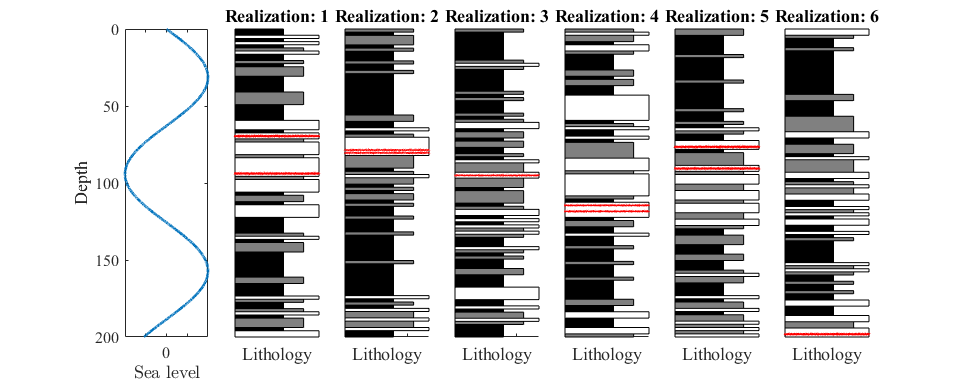 Realization: 1 Realization: 2 Realization: 3 Realization: 4 Realization: 5 Realization: 6
0
50
100
150
200
Depth
0
Sea level
Lithology Lithology Lithology Lithology Lithology Lithology